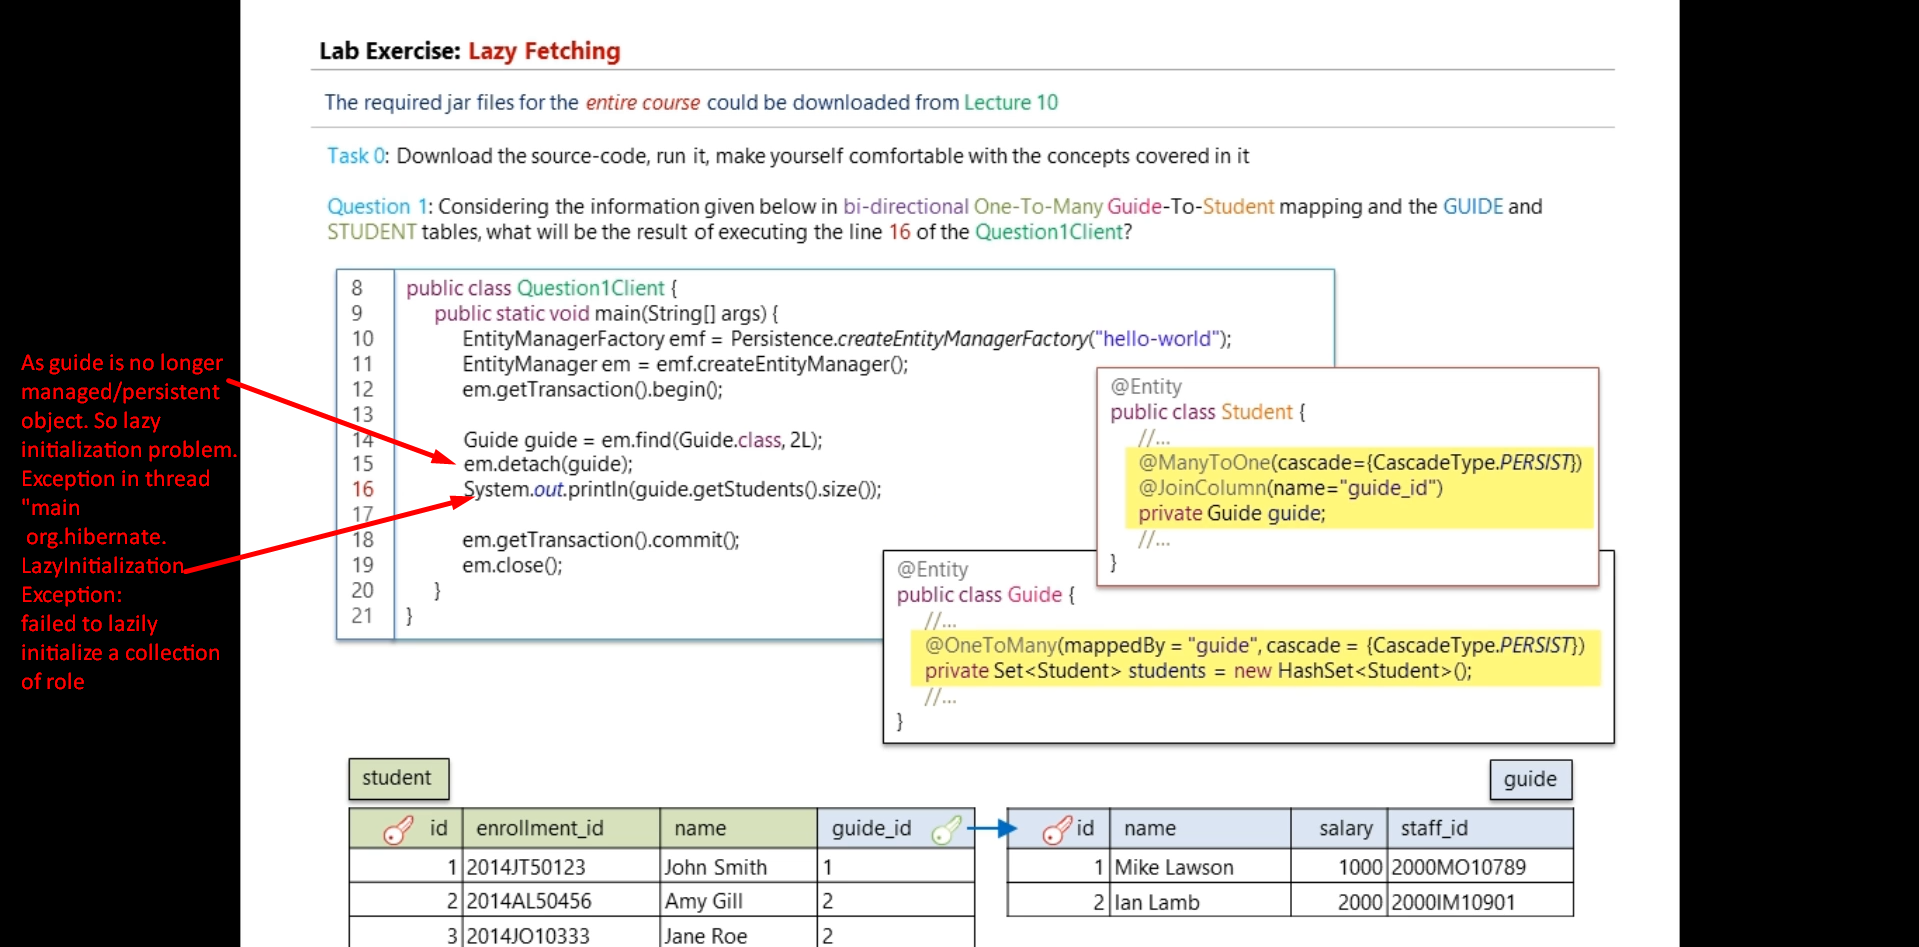 Lab Exercise: Lazy Fetching
The required jar files for the entire course could be downloaded from Lecture 10
Task 0: Download the source-code, run it, make yourself comfortable with the concepts covered in it
Question 1: Considering the information given below in bi-directional One-To-Many Guide-To-Student mapping and the GUIDE and
STUDENT tables, what will be the result of executing the line 16 of the Question1Client?
As guide is no longer
managed/persistent
object. So lazy
initialization problem.
Exception in thread
"main
org.hibernate.
LazyInitialization
Exception:
failed to lazily
initialize a collection
of role
8 public class Question1Client {
9 public static void main(String[] args) {
10 EntityManagerFactory emf = Persistence.createEntityManagerFactory("hello-world");
11 EntityManager em = emf.createEntityManager();
12 em.getTransaction().begin();
13
14 Guide guide = em.find(Guide.class, 2L);
15 em.detach(guide);
16 System.out.println(guide.getStudents().size());
17
18 em.getTransaction().commit();
19 em.close();
20 }
21 }
@Entity
public class Student {
//...
@ManyToOne(cascade={CascadeType.PERSIST})
@JoinColumn(name="guide_id")
private Guide guide;
//...
}
@Entity
public class Guide {
//...
@OneToMany(mappedBy = "guide", cascade = {CascadeType.PERSIST})
private Set<Student> students = new HashSet<Student>();
//...
}
student
id enrollment_id name guide_id
1 2014JT50123 John Smith 1
2 2014AL50456 Amy Gill 2
3 2014JO10333 Jane Roe 2
guide
id name salary staff_id
1 Mike Lawson 1000 2000MO10789
2 Ian Lamb 2000 2000IM10901